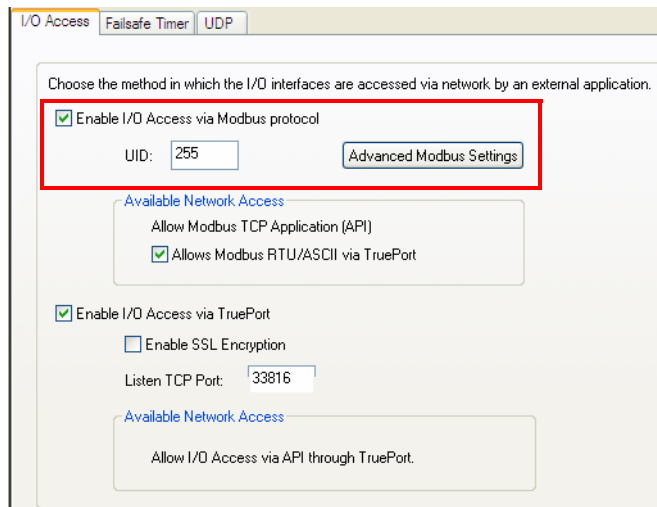 I/O Access Failsafe Timer UDP
Choose the method in which the I/O interfaces are accessed via network by an external application.
Enable I/O Access via Modbus protocol
UID: 255 Advanced Modbus Settings
Available Network Access
Allow Modbus TCP Application (API)
Allows Modbus RTU/ASCII via TruePort
Enable I/O Access via TruePort
Enable SSL Encryption
Listen TCP Port: 33816
Available Network Access
Allow I/O Access via API through TruePort.